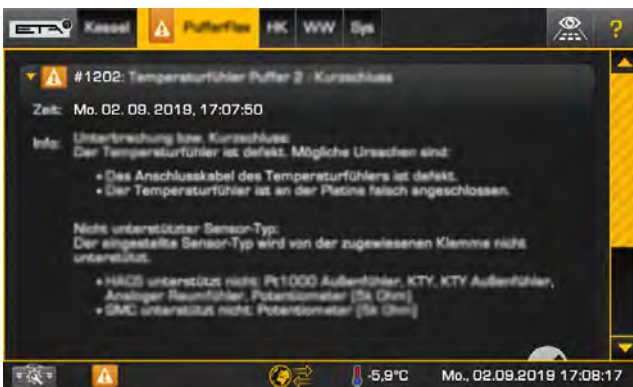 ETA Kessel PufferFlex HK WW Sys ?
#1202: Temperaturfühler Puffer 2 : Kurzschluss
Zeit: Mo. 02. 09. 2019, 17:07:50
Info: Unterbrechung bzw. Kurzschluss:
Der Temperaturfühler ist defekt. Mögliche Ursachen sind:
• Das Anschlusskabel des Temperaturfühlers ist defekt.
• Der Temperaturfühler ist an der Platine falsch angeschlossen.
Nicht unterstützter Sensor-Typ:
Der eingestellte Sensor-Typ wird von der zugewiesenen Klemme nicht
unterstützt.
• unterstützt nicht: Pt1000 Außenfühler, KTY, KTY Außenfühler,
Analoger Raumfühler, Potentiometer (5k Ohm)
• unterstützt nicht: Potentiometer (5k Ohm)
-5,9°C Mo., 02.09.2019 17:08:17